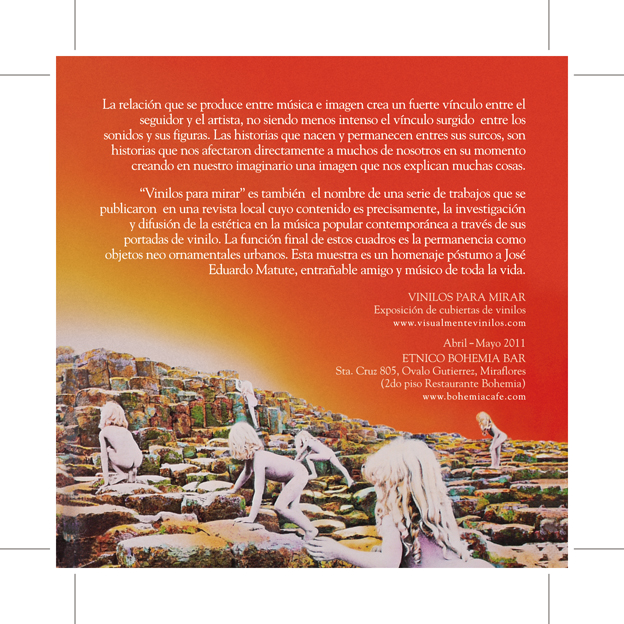 La relación que se produce entre música e imagen crea un fuerte vínculo entre el
seguidor y el artista, no siendo menos intenso el vínculo surgido entre los
sonidos y sus figuras. Las historias que nacen y permanecen entres sus surcos, son
historias que nos afectaron directamente a muchos de nosotros en su momento
creando en nuestro imaginario una imagen que nos explican muchas cosas.
“Vinilos para mirar” es también el nombre de una serie de trabajos que se
publicaron en una revista local cuyo contenido es precisamente, la investigación
y difusión de la estética en la música popular contemporánea a través de sus
portadas de vinilo. La función final de estos cuadros es la permanencia como
objetos neo ornamentales urbanos. Esta muestra es un homenaje póstumo a José
Eduardo Matute, entrañable amigo y músico de toda la vida.
VINILOS PARA MIRAR
Exposición de cubiertas de vinilos
www.visualmentevinilos.com
Abril – Mayo 2011
ETNICO BOHEMIA BAR
Sta. Cruz 805, Ovalo Gutierrez, Miraflores
(2do piso Restaurante Bohemia)
www.bohemiacafe.com